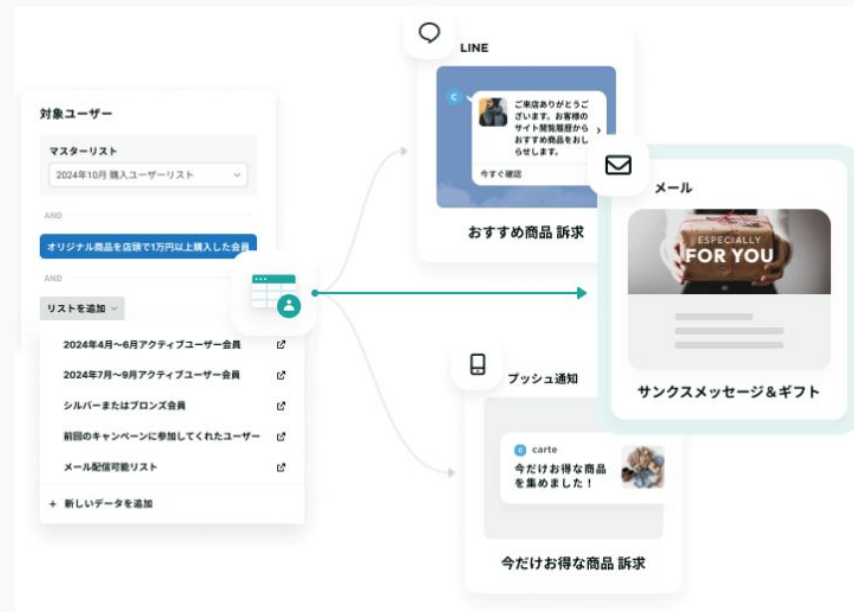 対象ユーザー
マスターリスト
2024年10月 購入ユーザーリスト
AND
オリジナル商品を店頭で1万円以上購入した会員
AND
リストを追加
2024年4月〜6月アクティブユーザー会員
2024年7月〜9月アクティブユーザー会員
シルバーまたはブロンズ会員
前回のキャンペーンに参加してくれたユーザー
メール配信可能リスト
+ 新しいデータを追加
LINE
C
ご来店ありがとうご
ざいます。お客様の
サイト閲覧履歴から
おすすめ商品をおし
らせします。
今すぐ確認
おすすめ商品 訴求
メール
ESPECIALLY
FOR YOU
サンクスメッセージ＆ギフト
プッシュ通知
C carte
今だけお得な商品
を集めました！
今だけお得な商品 訴求